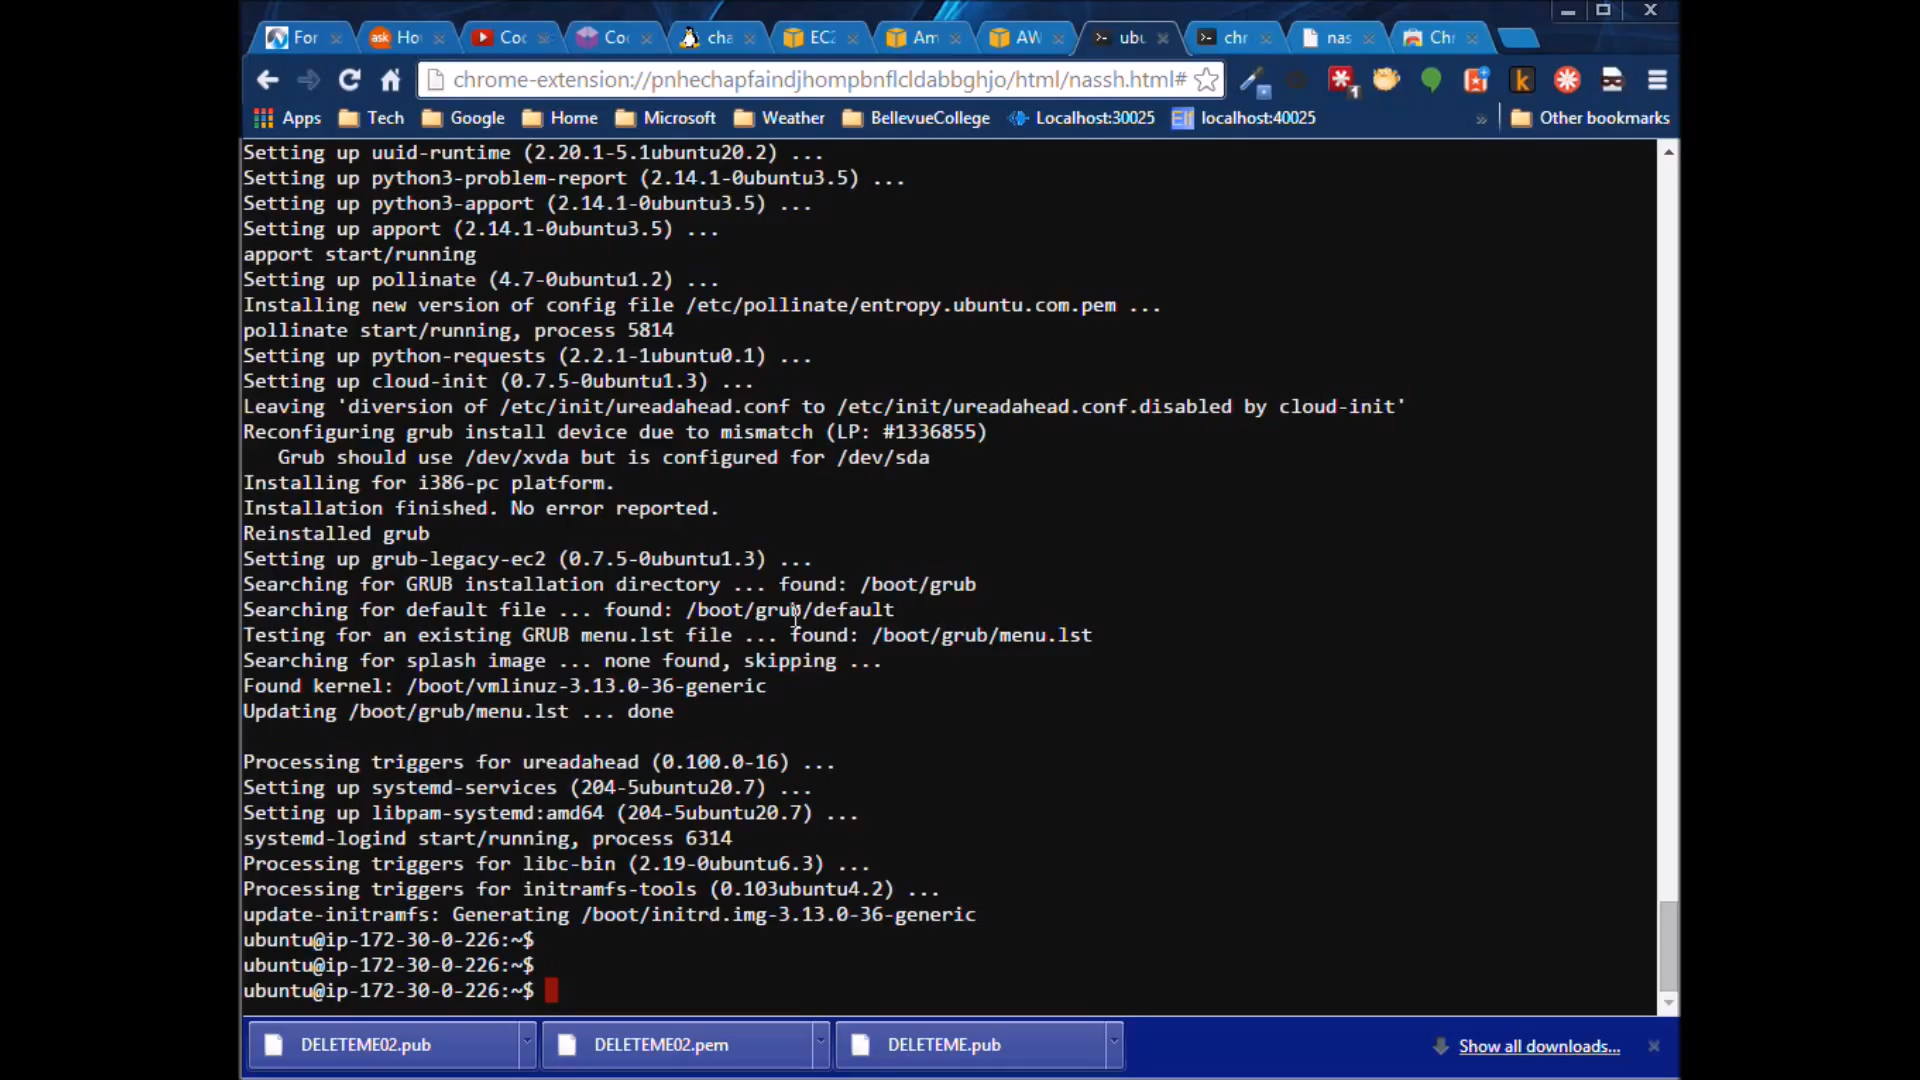 For
Ho
Coc
Co
cha
EC2
Am
AW
ubu
chr
nas
Chr
chrome-extension://pnhechapfaindjhompbnflcldabbghjo/html/nassh.html#
Apps Tech Google Home Microsoft Weather BellevueCollege Localhost:30025 localhost:40025 » Other bookmarks
Setting up uuid-runtime (2.20.1-5.1ubuntu20.2) ...
Setting up python3-problem-report (2.14.1-0ubuntu3.5) ...
Setting up python3-apport (2.14.1-0ubuntu3.5) ...
Setting up apport (2.14.1-0ubuntu3.5) ...
apport start/running
Setting up pollinate (4.7-0ubuntu1.2) ...
Installing new version of config file /etc/pollinate/entropy.ubuntu.com.pem ...
pollinate start/running, process 5814
Setting up python-requests (2.2.1-1ubuntu0.1) ...
Setting up cloud-init (0.7.5-0ubuntu1.3) ...
Leaving 'diversion of /etc/init/ureadahead.conf to /etc/init/ureadahead.conf.disabled by cloud-init'
Reconfiguring grub install device due to mismatch (LP: #1336855)
Grub should use /dev/xvda but is configured for /dev/sda
Installing for i386-pc platform.
Installation finished. No error reported.
Reinstalled grub
Setting up grub-legacy-ec2 (0.7.5-0ubuntu1.3) ...
Searching for GRUB installation directory ... found: /boot/grub
Searching for default file ... found: /boot/grub/default
Testing for an existing GRUB menu.lst file ... found: /boot/grub/menu.lst
Searching for splash image ... none found, skipping ...
Found kernel: /boot/vmlinuz-3.13.0-36-generic
Updating /boot/grub/menu.lst ... done
Processing triggers for ureadahead (0.100.0-16) ...
Setting up systemd-services (204-5ubuntu20.7) ...
Setting up libpam-systemd:amd64 (204-5ubuntu20.7) ...
systemd-logind start/running, process 6314
Processing triggers for libc-bin (2.19-0ubuntu6.3) ...
Processing triggers for initramfs-tools (0.103ubuntu4.2) ...
update-initramfs: Generating /boot/initrd.img-3.13.0-36-generic
ubuntu@ip-172-30-0-226:~$
ubuntu@ip-172-30-0-226:~$
ubuntu@ip-172-30-0-226:~$
DELETEME02.pub DELETEME02.pem DELETEME.pub Show all downloads...